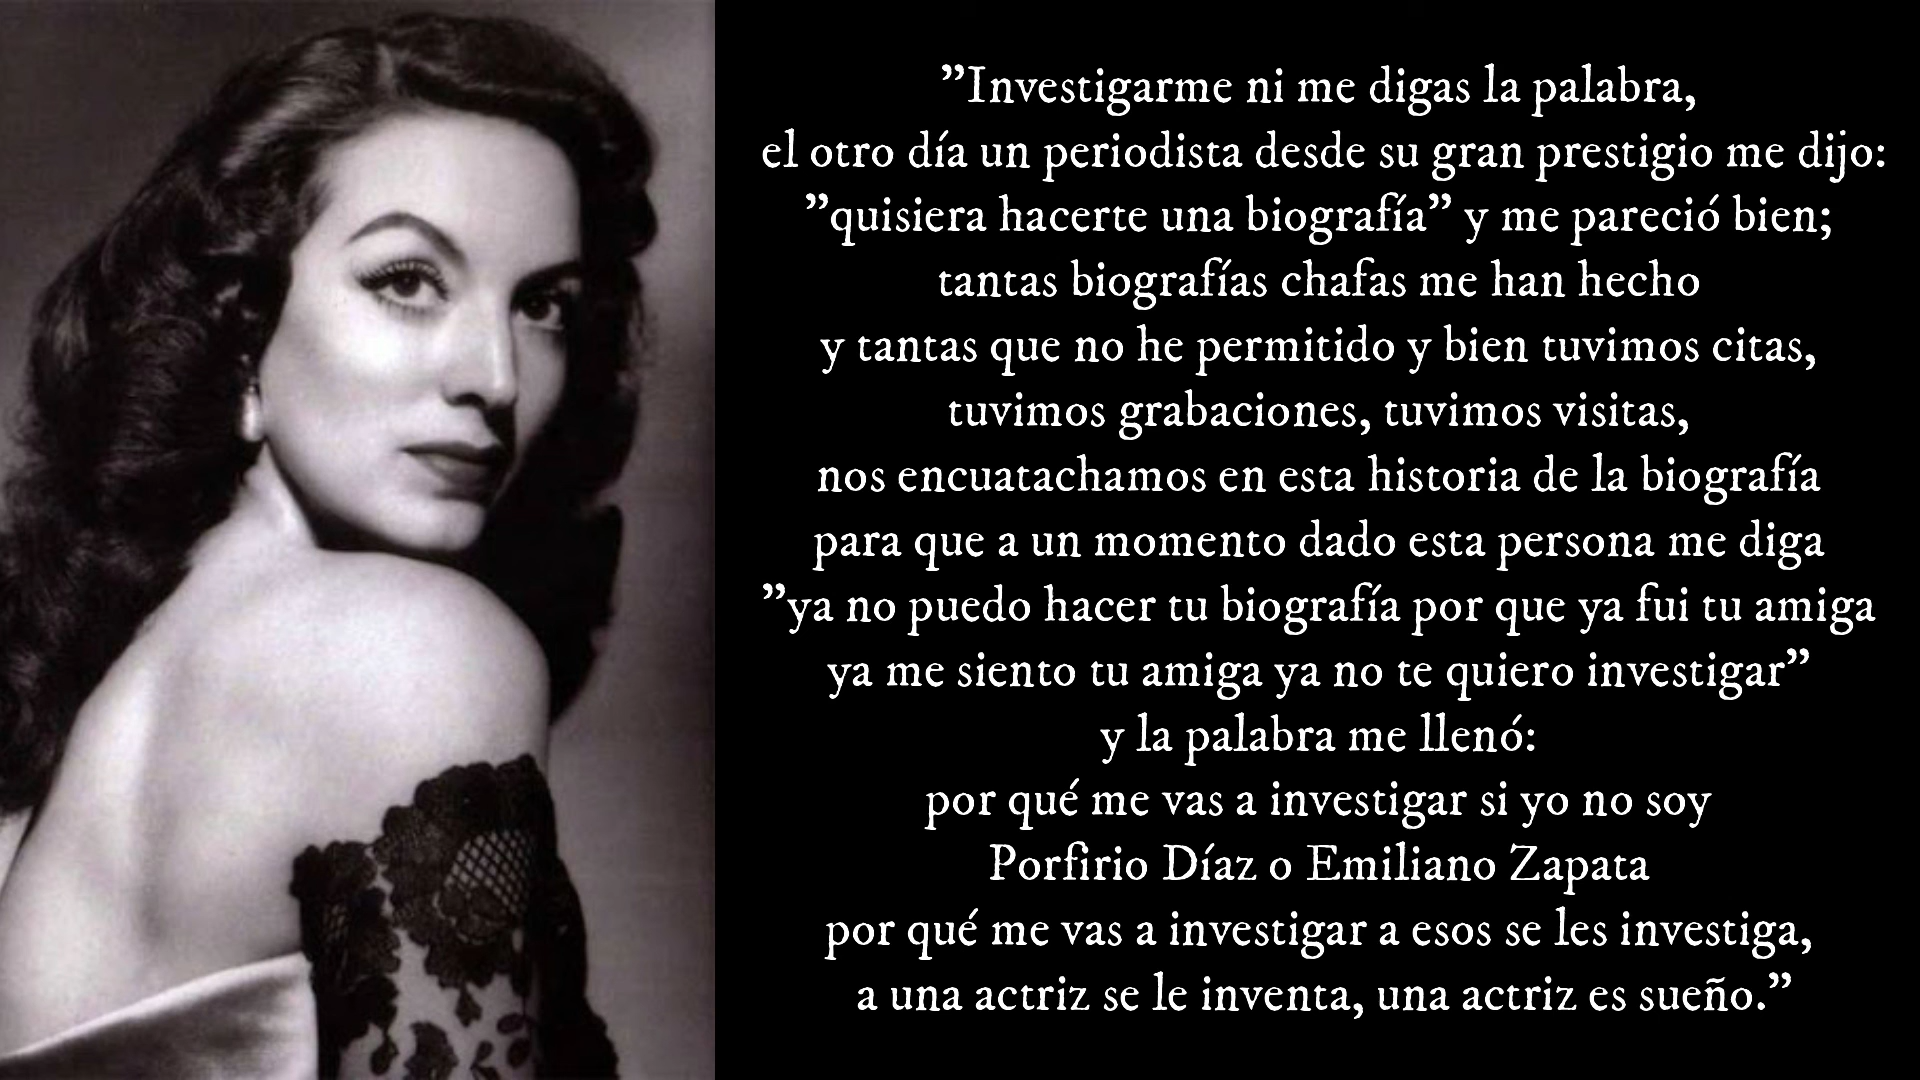 ”Investigarme ni me digas la palabra,
el otro día un periodista desde su gran prestigio me dijo:
”quisiera hacerte una biografía” y me pareció bien;
tantas biografías chafas me han hecho
y tantas que no he permitido y bien tuvimos citas,
tuvimos grabaciones, tuvimos visitas,
nos encuatachamos en esta historia de la biografía
para que a un momento dado esta persona me diga
”ya no puedo hacer tu biografía por que ya fui tu amiga
ya me siento tu amiga ya no te quiero investigar”
y la palabra me llenó:
por qué me vas a investigar si yo no soy
Porfirio Díaz o Emiliano Zapata
por qué me vas a investigar a esos se les investiga,
a una actriz se le inventa, una actriz es sueño.”